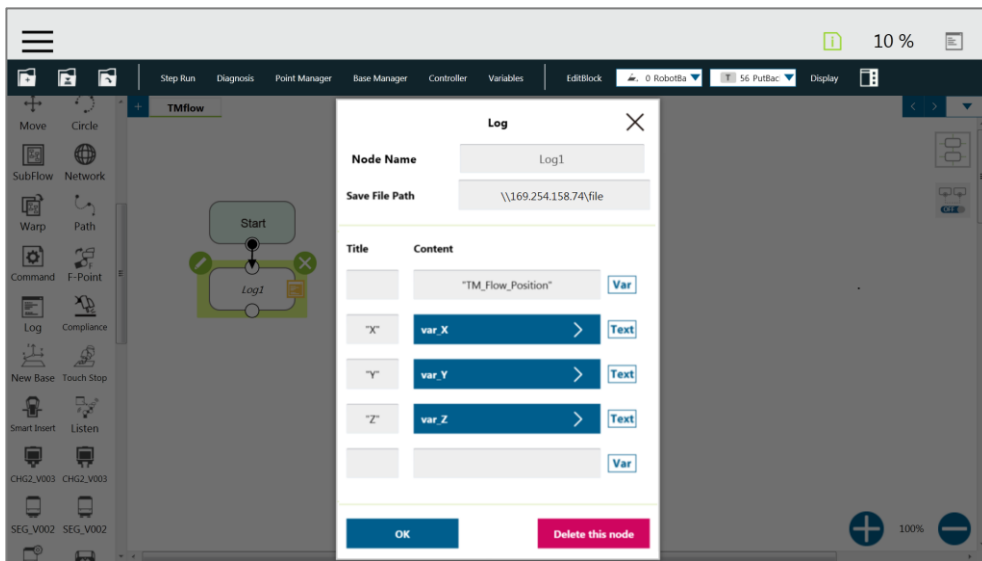 10 %
Step Run Diagnosis Point Manager Base Manager Controller Variables EditBlock 0 RobotBa T 56 PutBac Display
TMflow
Move Circle
SubFlow Network
Warp Path
Command F-Point
Log Compliance
New Base Touch Stop
Smart Insert Listen
CHG2_V003 CHG2_V003
SEG_V002 SEG_V002
Start
Log1
Log
Node Name Log1
Save File Path \\169.254.158.74\file
Title Content
"TM_Flow_Position" Var
"X" var_X Text
"Y" var_Y Text
"Z" var_Z Text
Var
OK Delete this node
OFF
100%